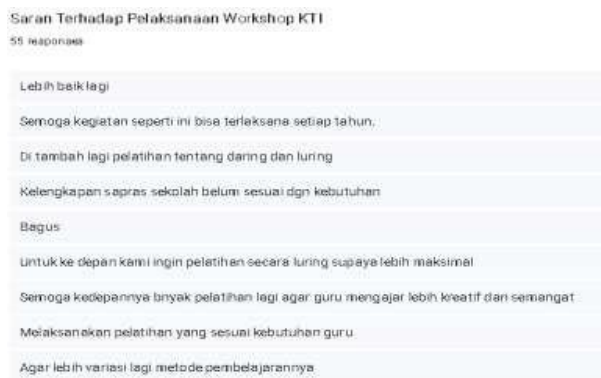 Saran Terhadap Pelaksanaan Workshop KTI
55 responses
Lebih baik lagi
Semoga kegiatan seperti ini bisa terlaksana setiap tahun.
Di tambah lagi pelatihan tentang daring dan luring
Kelengkapan sapras sekolah belum sesuai dgn kebutuhan
Bagus
Untuk ke depan kami ingin pelatihan secara luring supaya lebih maksimal
Semoga kedepannya bnyak pelatihan lagi agar guru mengajar lebih kreatif dan semangat
Melaksanakan pelatihan yang sesuai kebutuhan guru
Agar lebih variasi lagi metode pembelajarannya